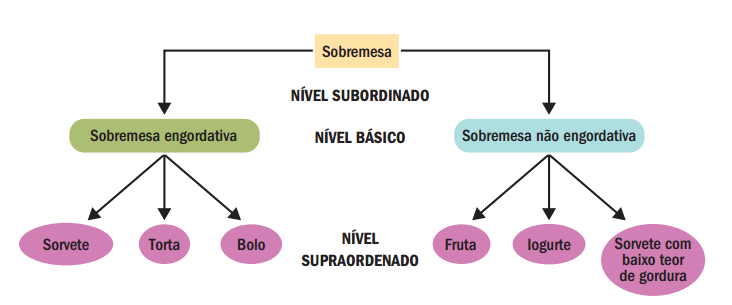 Sobremesa
NÍVEL SUBORDINADO
Sobremesa engordativa
NÍVEL BÁSICO
Sobremesa não engordativa
Sorvete
Torta
Bolo
NÍVEL
SUPRAORDENADO
Fruta
Iogurte
Sorvete com
baixo teor
de gordura